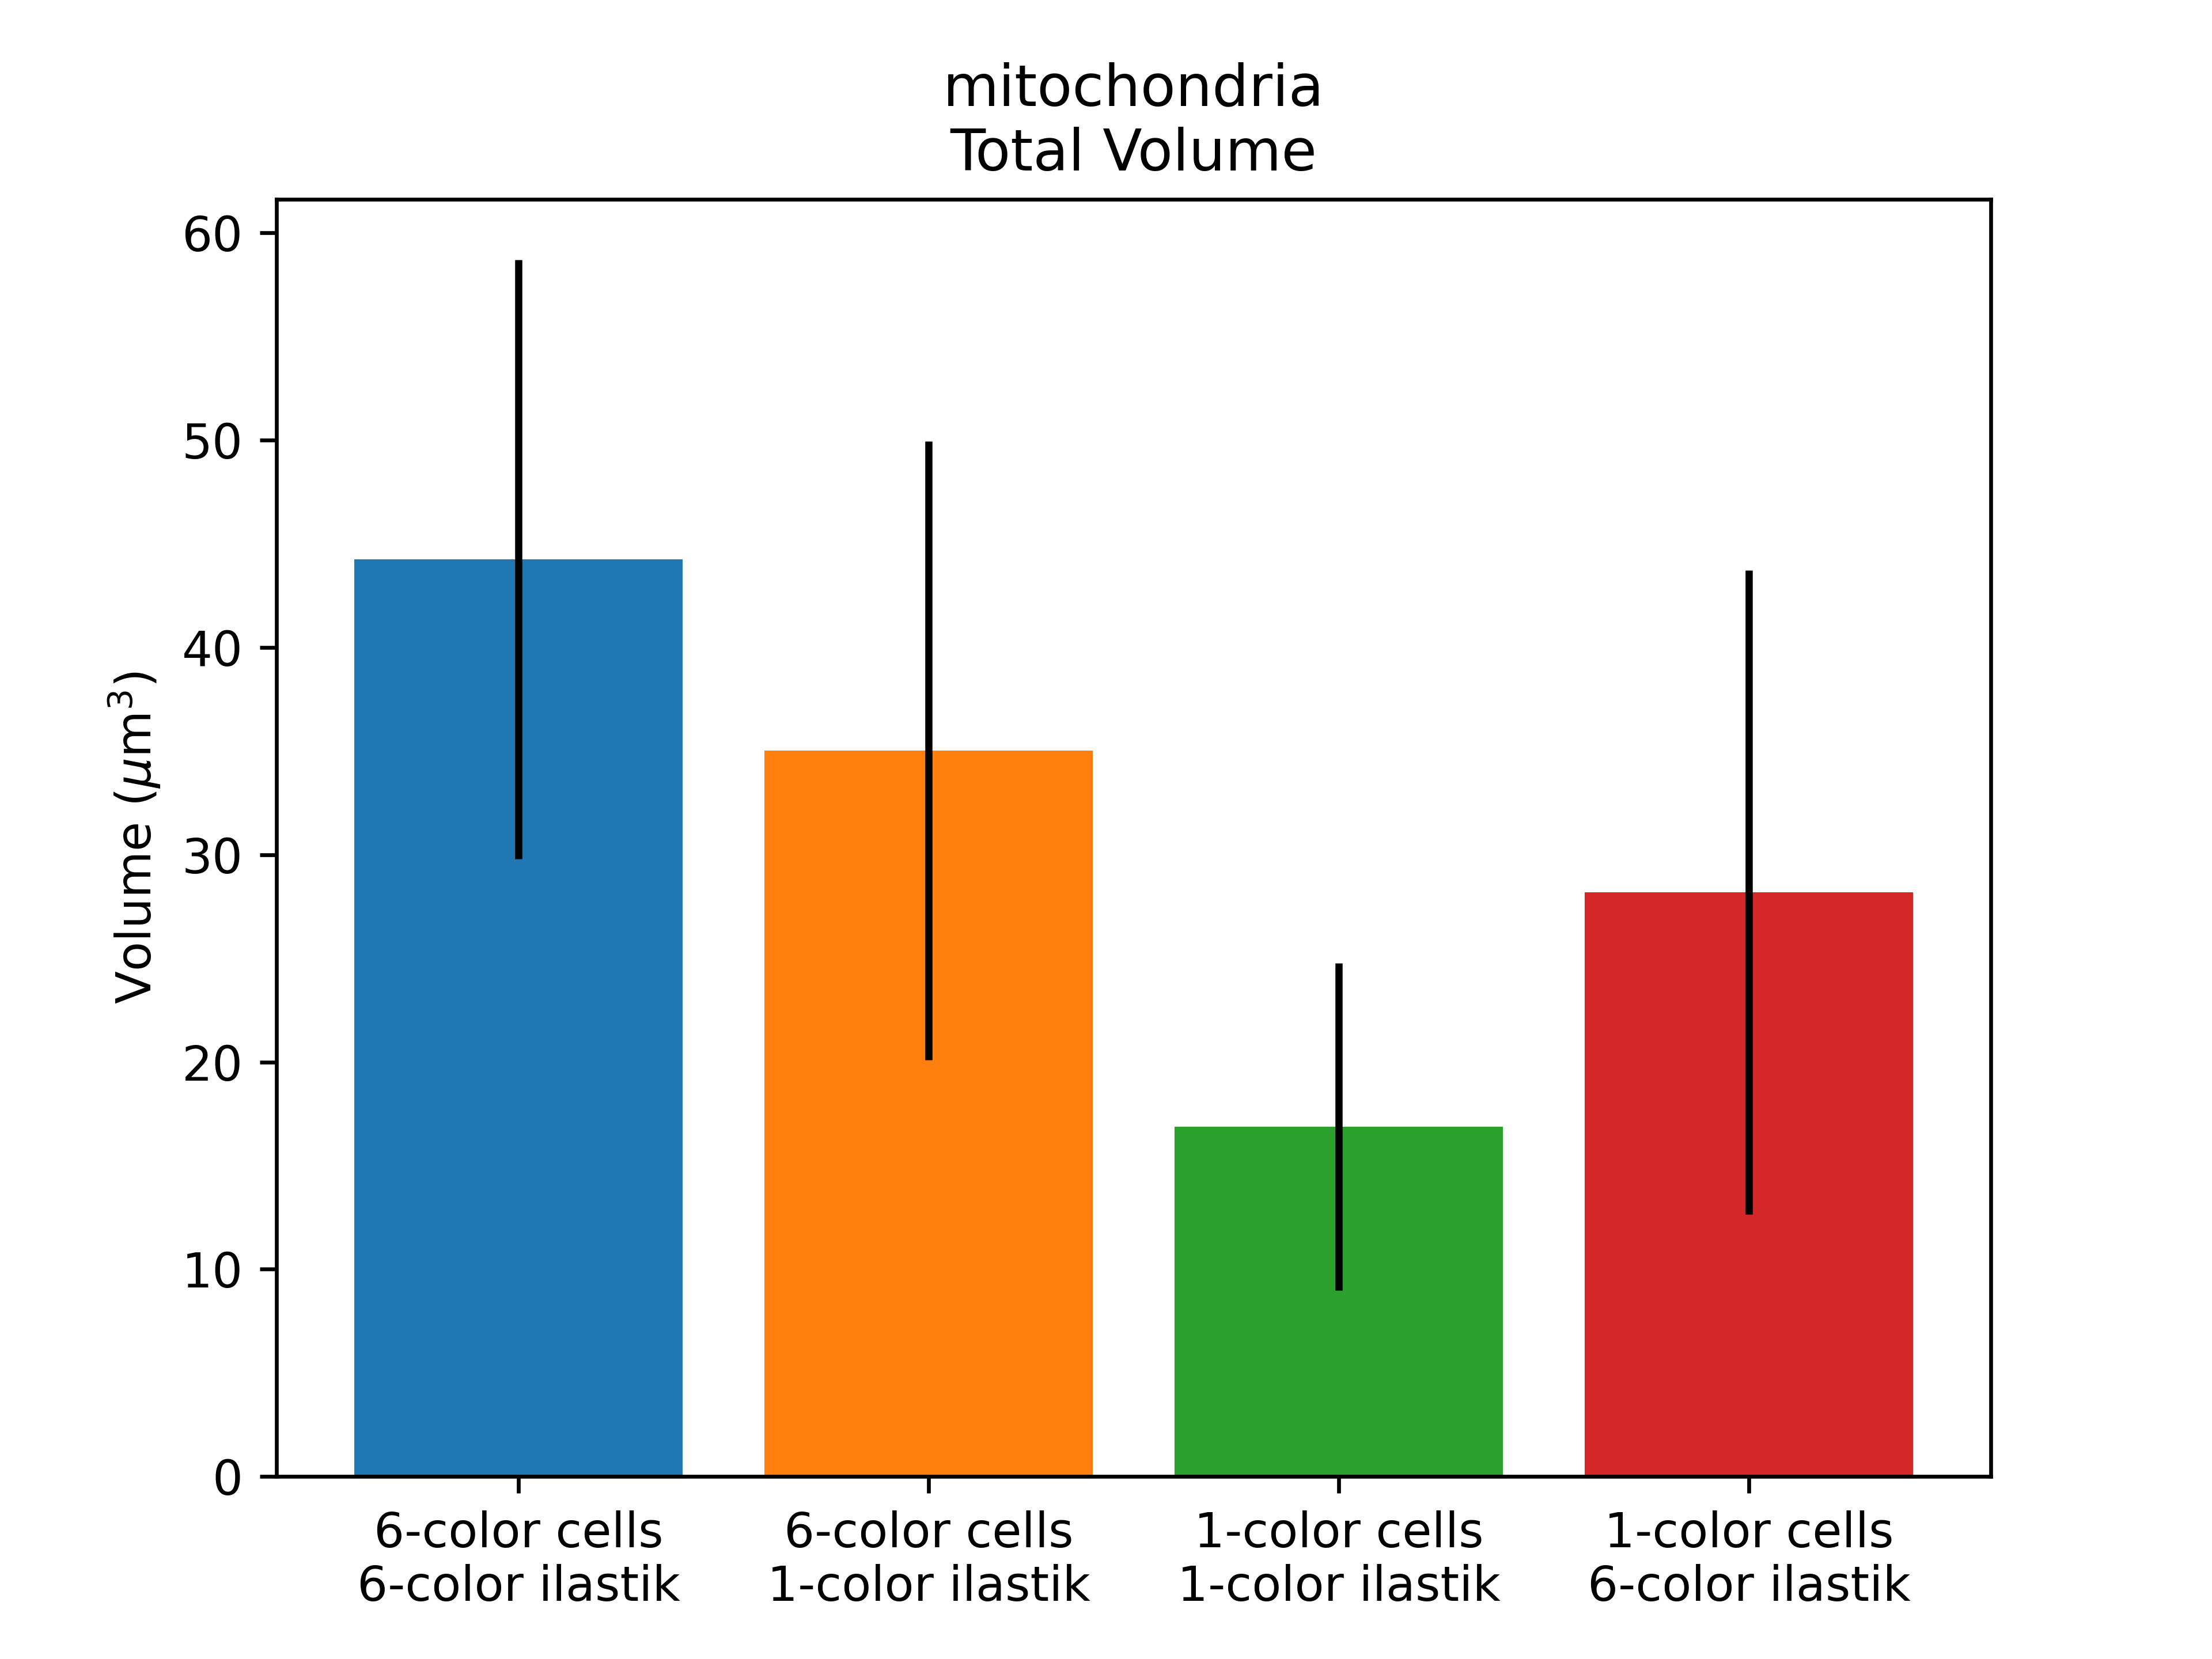 mitochondria
Total Volume
Volume (μm³)
60
50
40
30
20
10
0
6-color cells
6-color ilastik
6-color cells
1-color ilastik
1-color cells
1-color ilastik
1-color cells
6-color ilastik